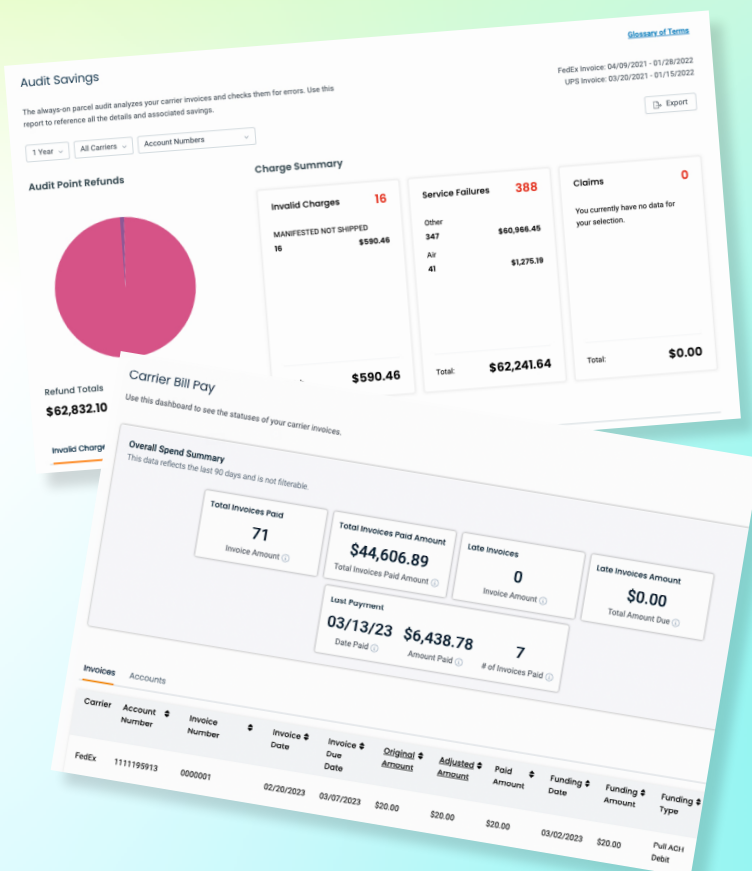 Glossary of Terms
Audit Savings
FedEx Invoice: 04/09/2021 - 01/28/2022
UPS Invoice: 03/20/2021 - 01/15/2022
The always-on parcel audit analyzes your carrier invoices and checks them for errors. Use this
report to reference all the details and associated savings.
Export
1 Year All Carriers Account Numbers
Audit Point Refunds
Charge Summary
Invalid Charges 16
MANIFESTED NOT SHIPPED
16 $590.46
$590.46
Service Failures 388
Other
347 $60,966.45
Air
41 $1,275.19
Total: $62,241.64
Claims 0
You currently have no data for
your selection.
Total: $0.00
Refund Totals
$62,832.10
Invalid Charge
Carrier Bill Pay
Use this dashboard to see the statuses of your carrier invoices.
Overall Spend Summary
This data reflects the last 90 days and is not filterable
Total Invoices Paid
71
Invoice Amount
Total Invoices Paid Amount
$44,606.89
Total Invoices Paid Amount
Late Invoices
0
Invoice Amount
Late Invoices Amount
$0.00
Total Amount Due
Last Payment
03/13/23 $6,438.78 7
Date Paid Amount Paid # of Invoices Paid
Invoices Accounts
Carrier Account Number Invoice Number Invoice Date Invoice Due Date Original Amount Adjusted Amount Paid Amount Funding Date Funding Amount Funding Type
FedEx 1111195913 0000001 02/20/2023 03/07/2023 $20.00 $20.00 $20.00 03/02/2023 $20.00 Pull ACH Debit